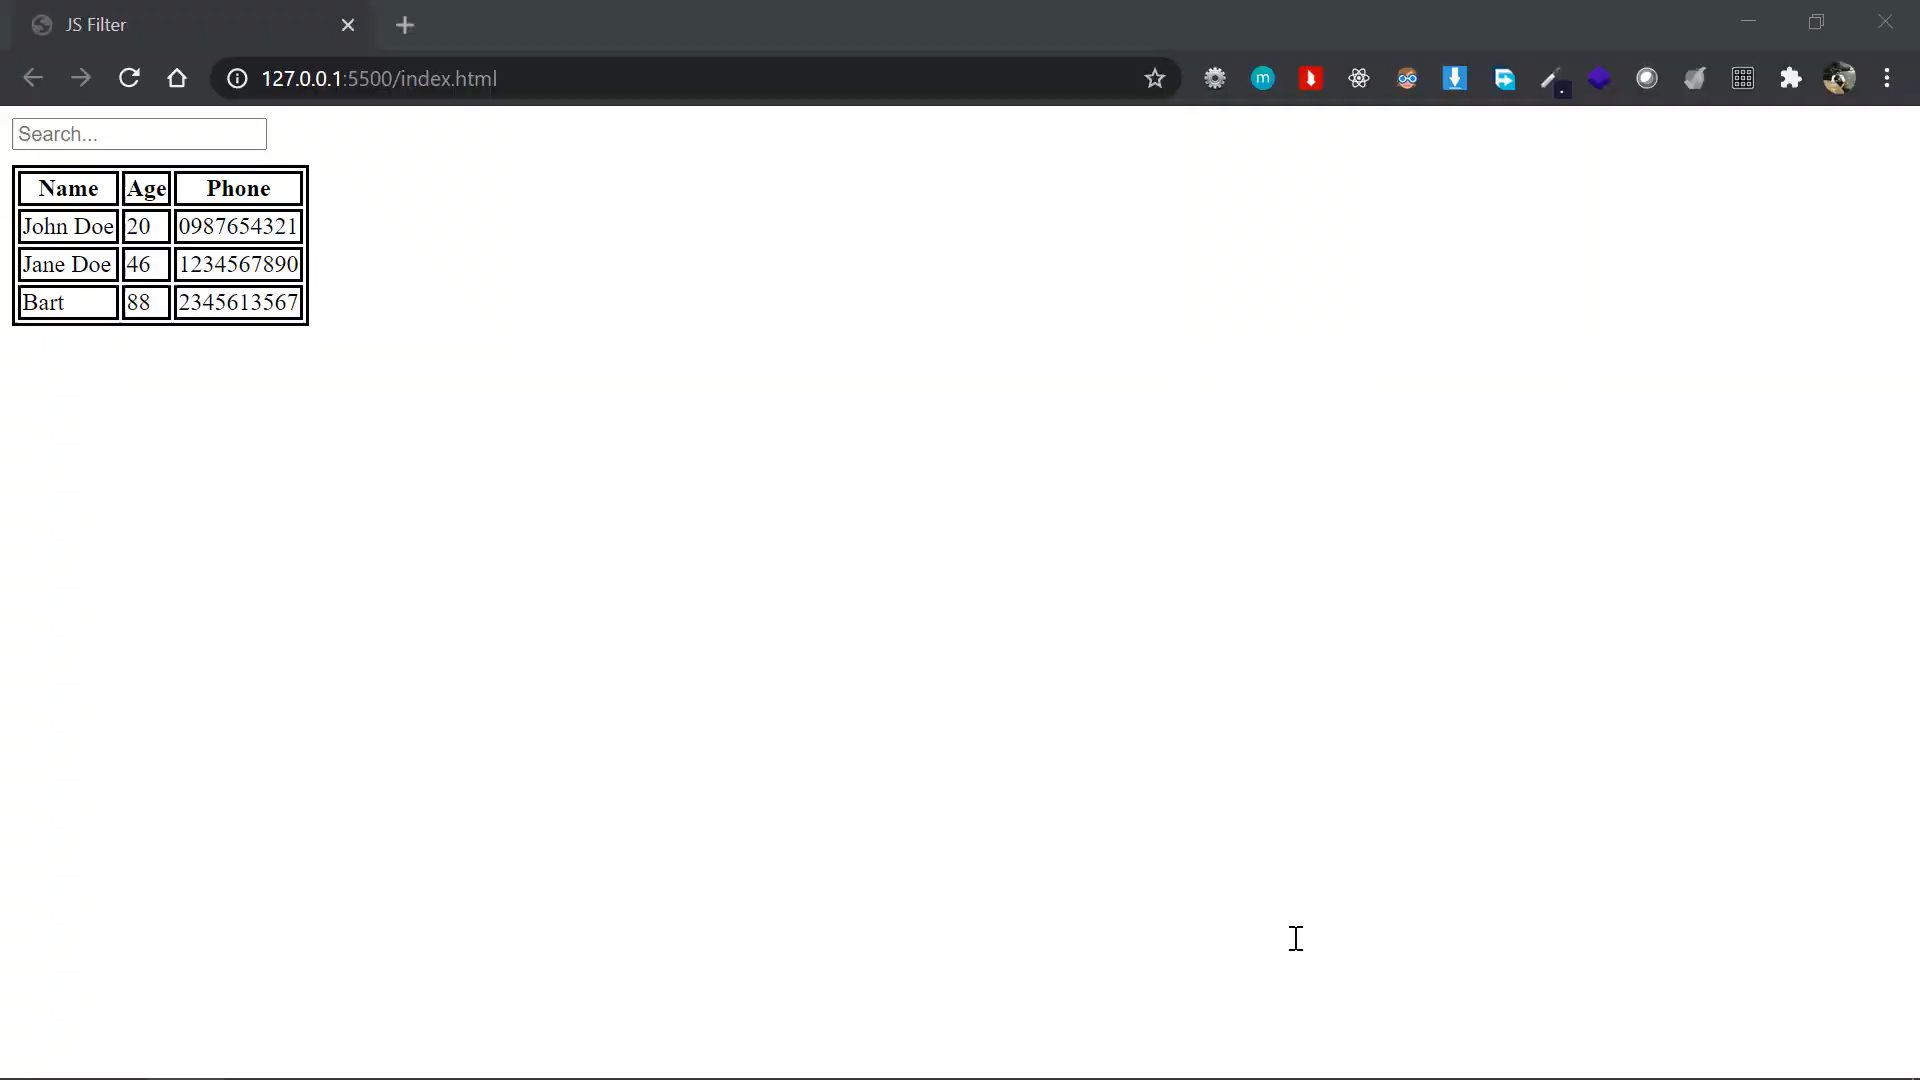 JS Filter
127.0.0.1:5500/index.html
m
Search...
Name Age Phone
John Doe 20 0987654321
Jane Doe 46 1234567890
Bart 88 2345613567